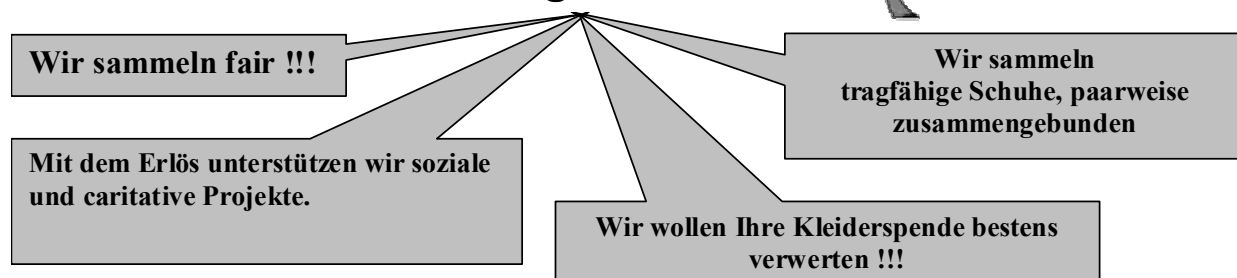 Wir sammeln fair !!!
Wir sammeln
tragfähige Schuhe, paarweise
zusammengebunden
Mit dem Erlös unterstützen wir soziale
und caritative Projekte.
Wir wollen Ihre Kleiderspende bestens
verwerten !!!